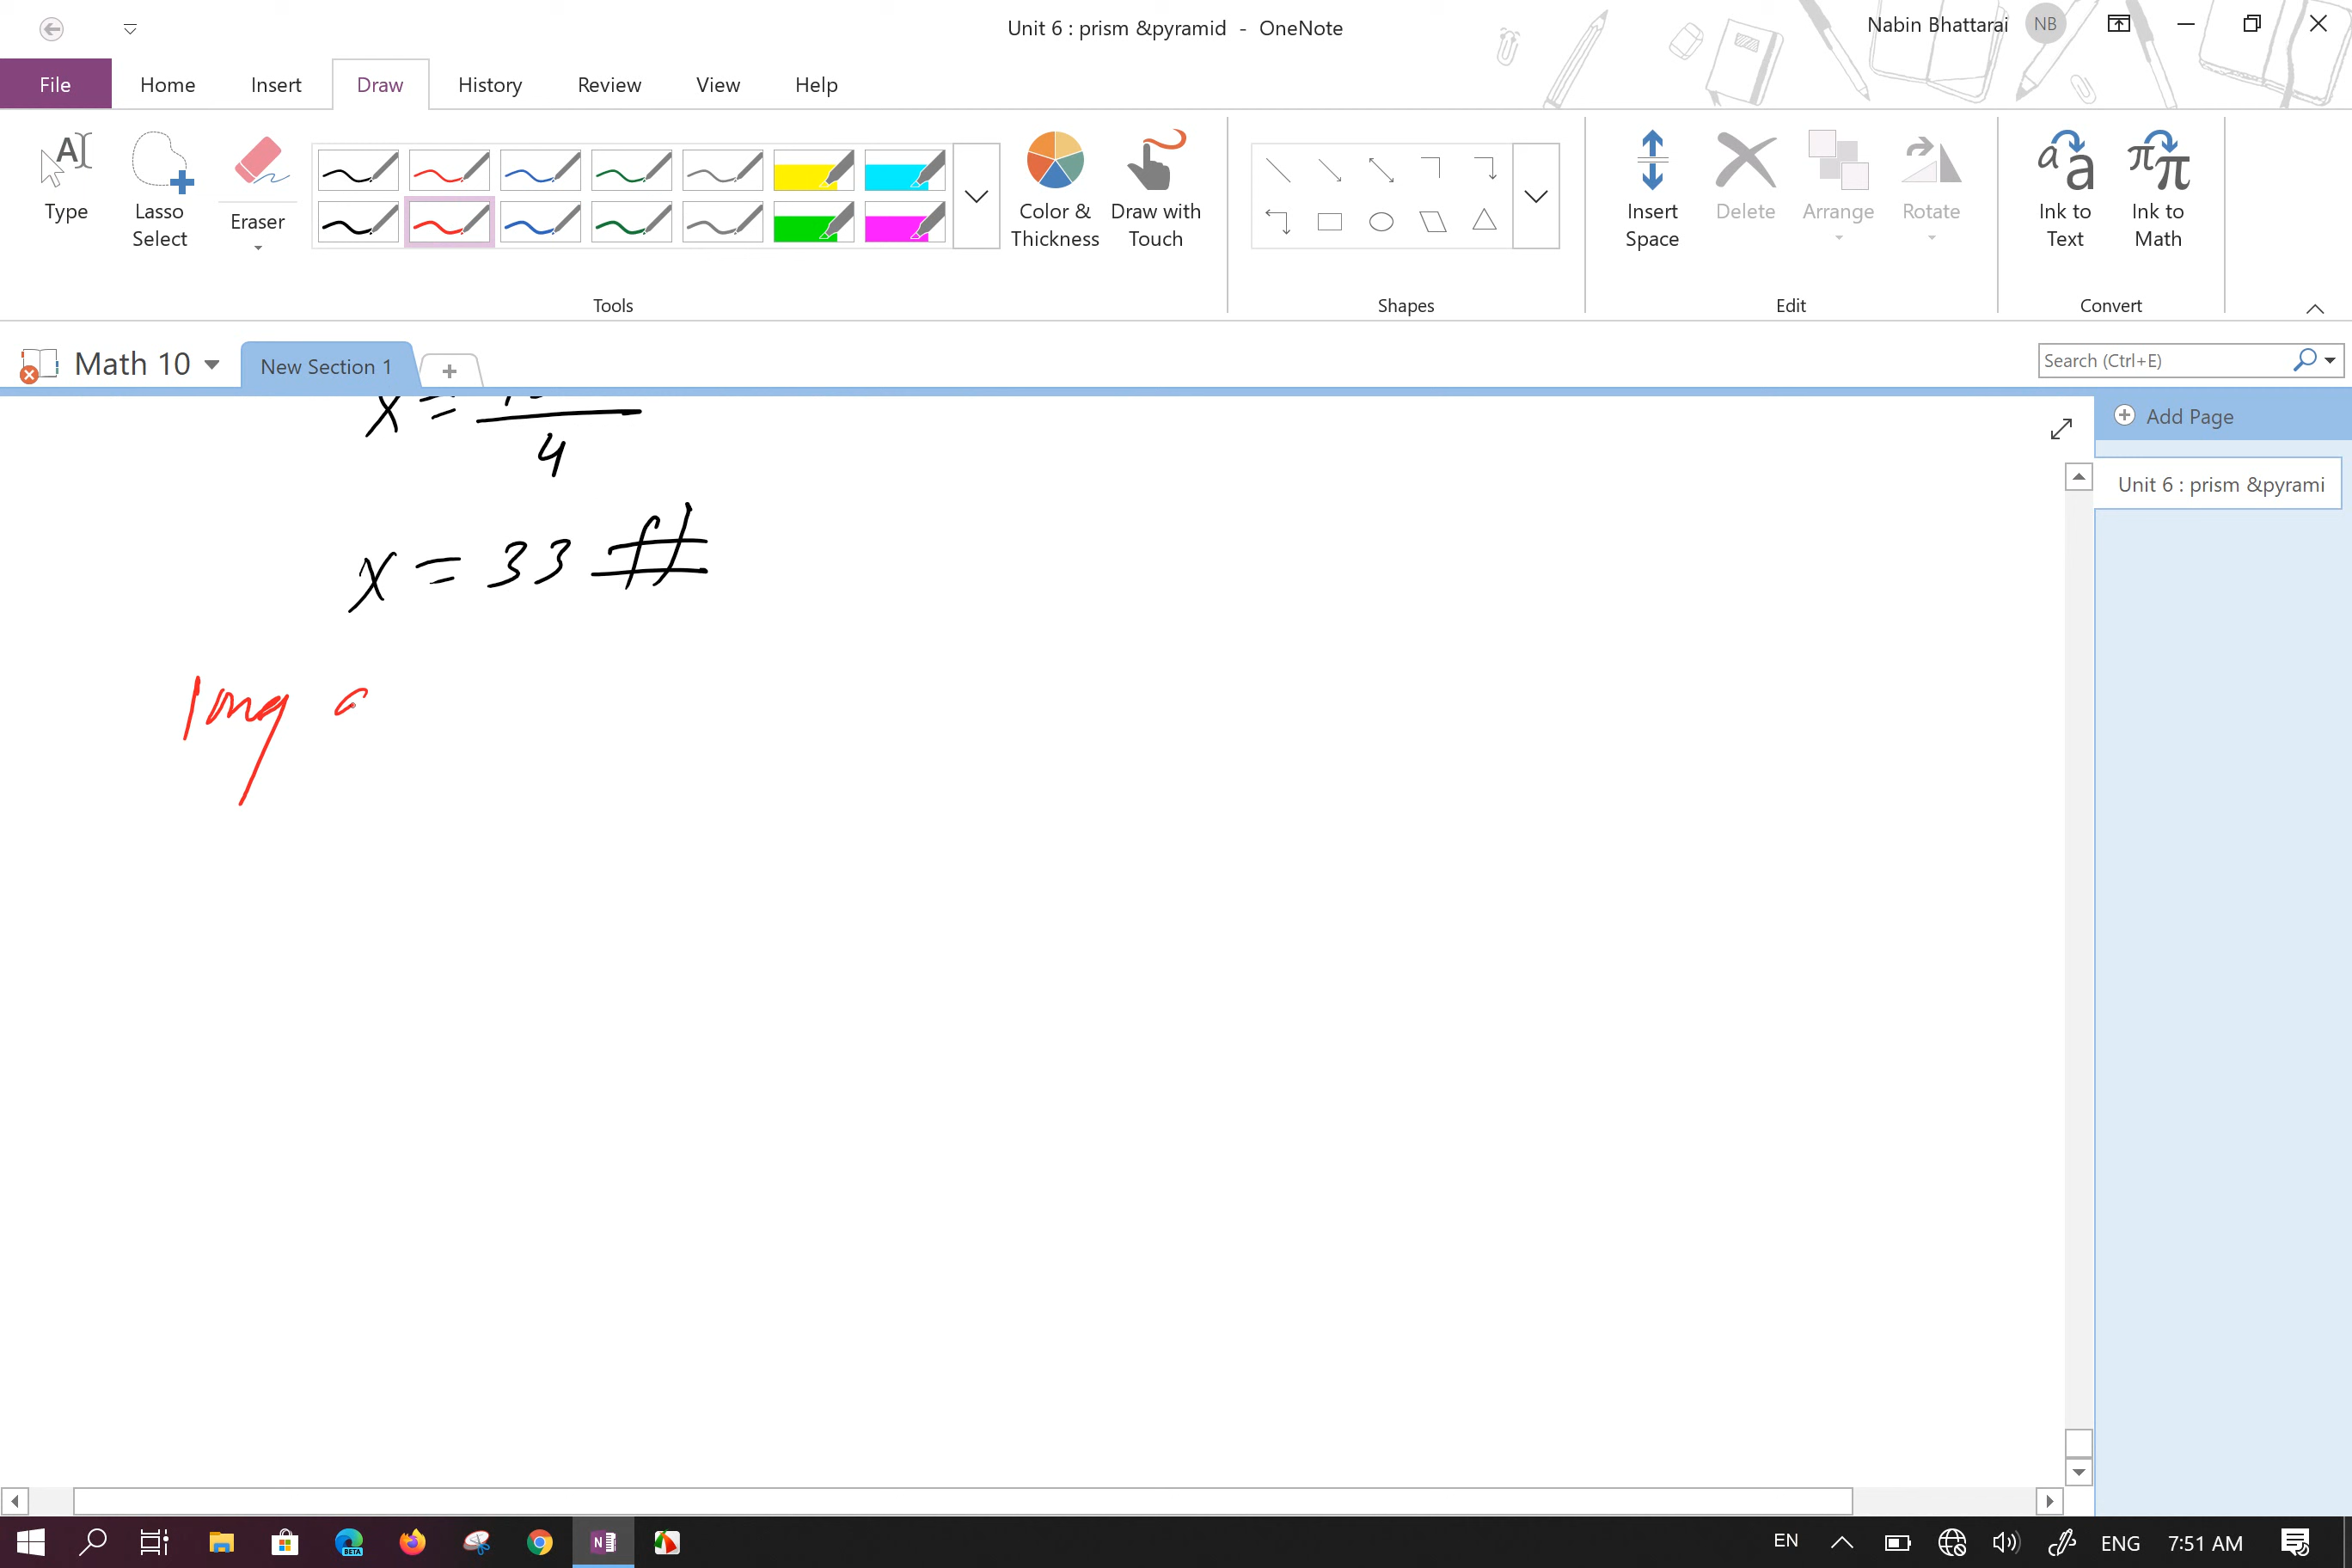 Unit 6 : prism &pyramid - OneNote
Nabin Bhattarai NB
File Home Insert Draw History Review View Help
Type
Lasso Select
Eraser
Color & Thickness
Draw with Touch
Insert Space
Delete
Arrange
Rotate
Ink to Text
Ink to Math
Tools
Shapes
Edit
Convert
Math 10
New Section 1
Search (Ctrl+E)
Add Page
Unit 6 : prism &pyrami
x =
4
x = 33 ft
long
EN
ENG
7:51 AM